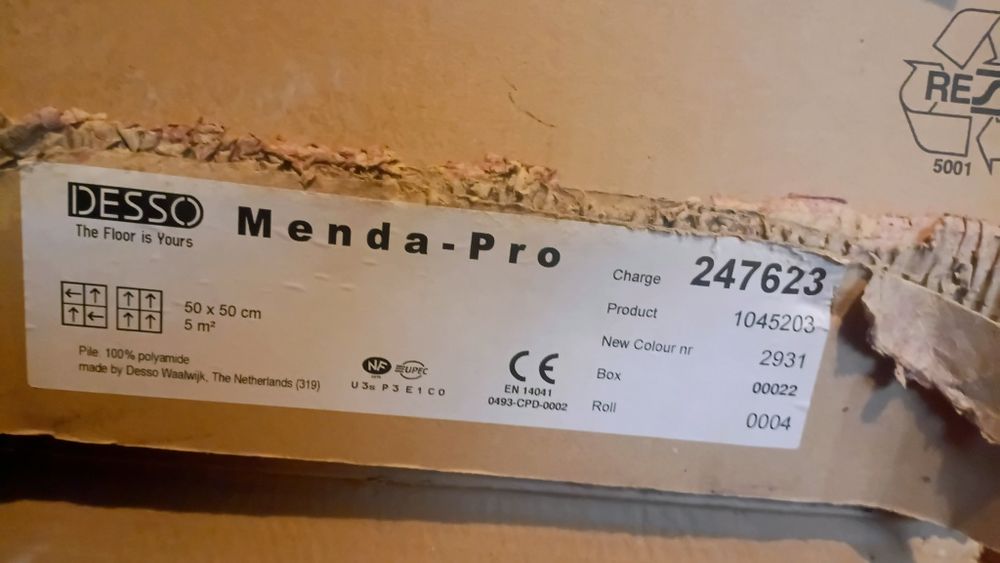 RES
5001
DESSO
The Floor is Yours
Menda-Pro
50 x 50 cm
5 m²
Pile: 100% polyamide
made by Desso Waalwijk, The Netherlands (319)
NF UPEC
U3s P3 E1 C0
CE
EN 14041
0493-CPD-0002
Charge 247623
Product 1045203
New Colour nr 2931
Box 00022
Roll 0004